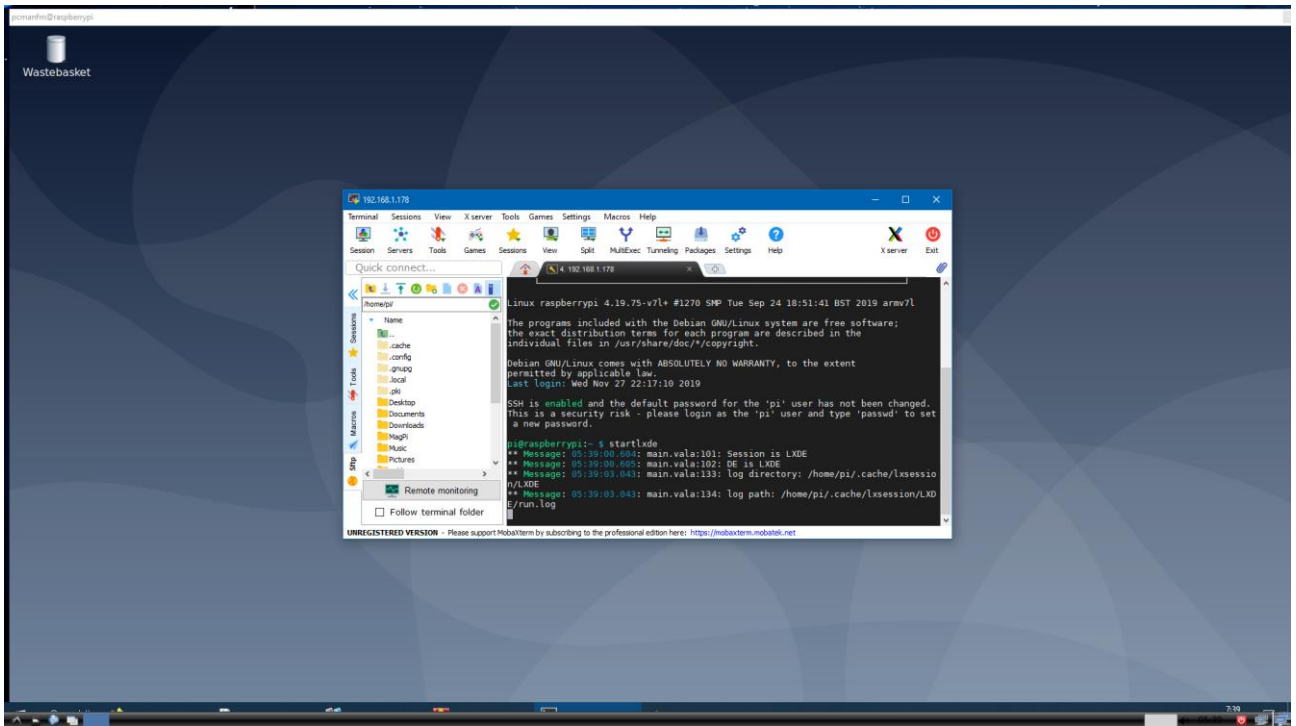 pcmanfm@raspberrypi
Wastebasket
192.168.1.178
Terminal Sessions View X server Tools Games Settings Macros Help
Session Servers Tools Games Sessions View Split MultiExec Tunneling Packages Settings Help X server Exit
Quick connect...
4. 192.168.1.178
/home/pi/
Name
..
.cache
.config
.gnupg
.local
.pki
Desktop
Documents
Downloads
MagPi
Music
Pictures
Sessions
Tools
Macros
Sftp
Remote monitoring
Follow terminal folder
Linux raspberrypi 4.19.75-v7l+ #1270 SMP Tue Sep 24 18:51:41 BST 2019 armv7l
The programs included with the Debian GNU/Linux system are free software;
the exact distribution terms for each program are described in the
individual files in /usr/share/doc/*/copyright.
Debian GNU/Linux comes with ABSOLUTELY NO WARRANTY, to the extent
permitted by applicable law.
Last login: Wed Nov 27 22:17:10 2019
SSH is enabled and the default password for the 'pi' user has not been changed.
This is a security risk - please login as the 'pi' user and type 'passwd' to set
a new password.
pi@raspberrypi:~ $ startlxde
** Message: 05:39:00.604: main.vala:101: Session is LXDE
** Message: 05:39:00.605: main.vala:102: DE is LXDE
** Message: 05:39:03.043: main.vala:133: log directory: /home/pi/.cache/lxsessio
n/LXDE
** Message: 05:39:03.043: main.vala:134: log path: /home/pi/.cache/lxsession/LXD
E/run.log
UNREGISTERED VERSION - Please support MobaXterm by subscribing to the professional edition here: https://mobaxterm.mobatek.net
7:39